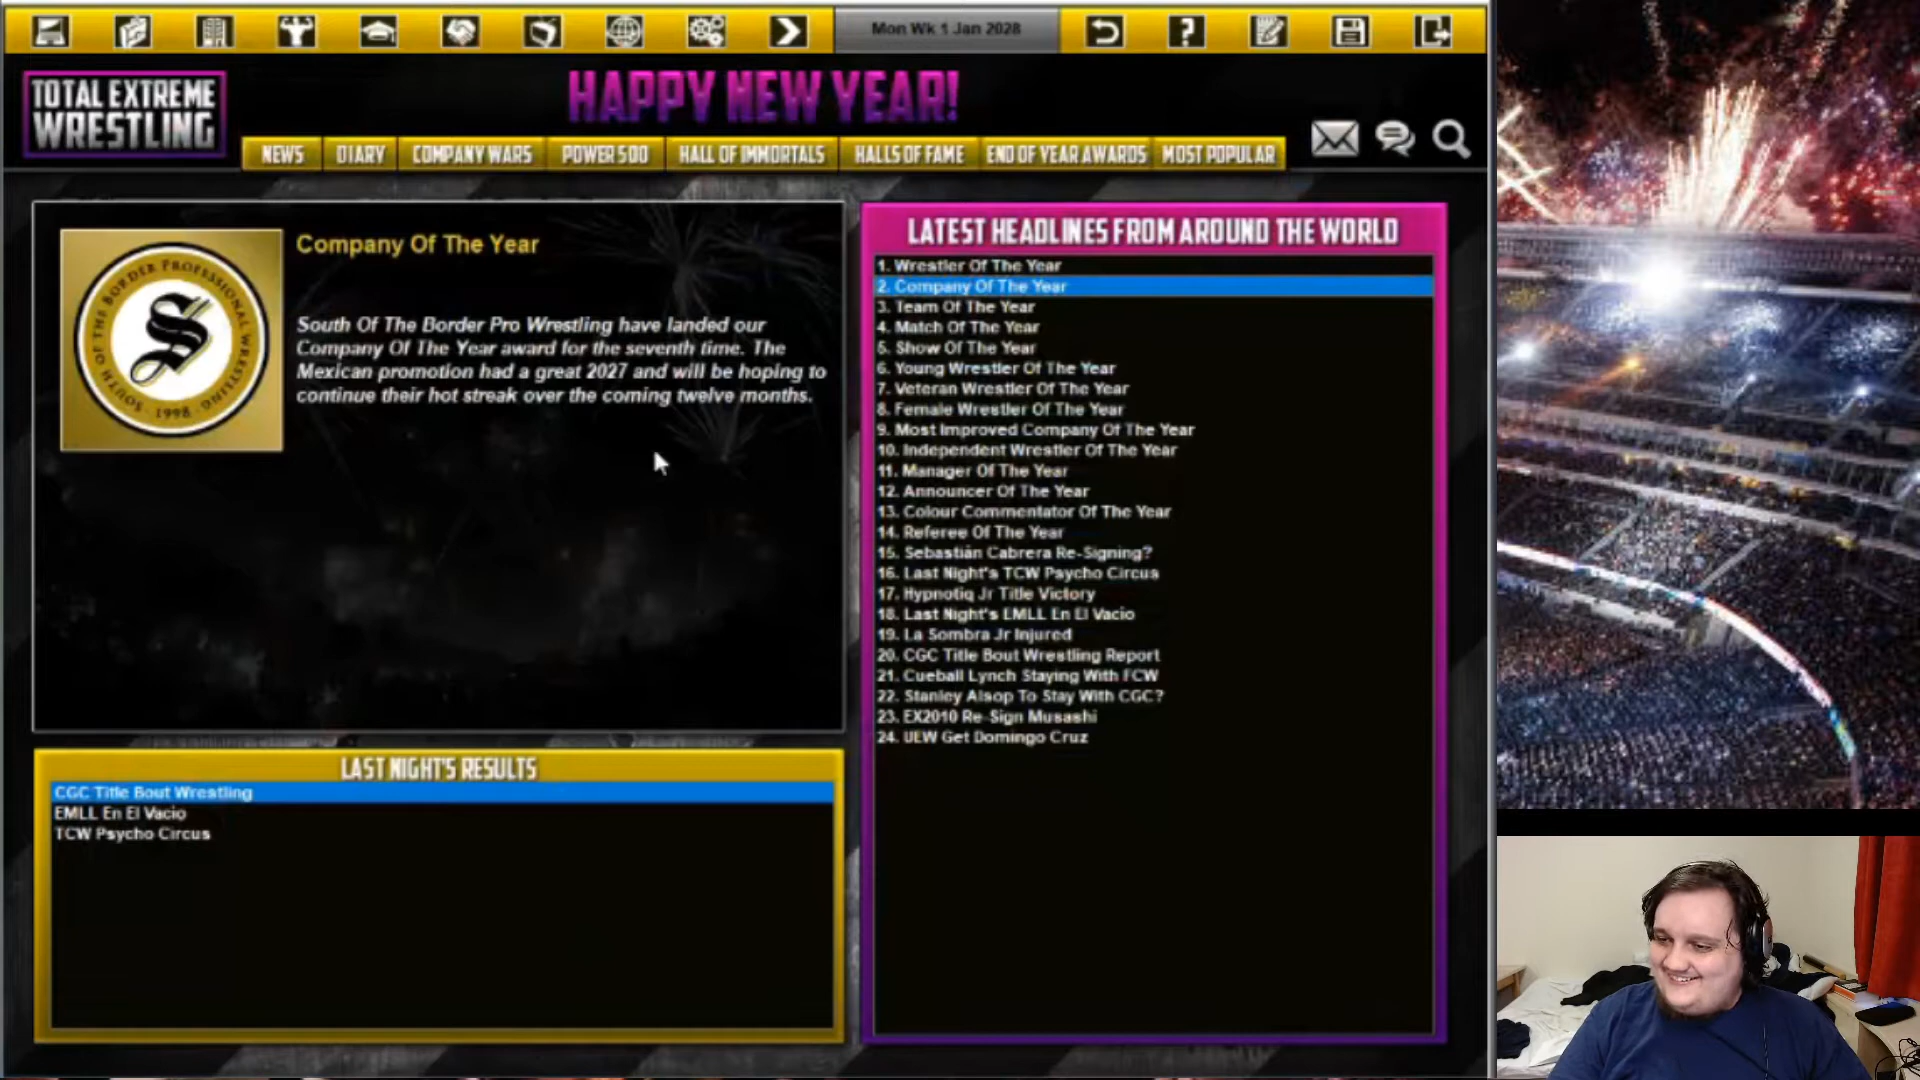 Mon Wk 1 Jan 2028
TOTAL EXTREME
WRESTLING
HAPPY NEW YEAR!
NEWS
DIARY
COMPANY WARS
POWER 500
HALL OF IMMORTALS
HALLS OF FAME
END OF YEAR AWARDS
MOST POPULAR
SOUTH OF THE BORDER PROFESSIONAL WRESTLING
S
1998
Company Of The Year
South Of The Border Pro Wrestling have landed our
Company Of The Year award for the seventh time. The
Mexican promotion had a great 2027 and will be hoping to
continue their hot streak over the coming twelve months.
LATEST HEADLINES FROM AROUND THE WORLD
1. Wrestler Of The Year
2. Company Of The Year
3. Team Of The Year
4. Match Of The Year
5. Show Of The Year
6. Young Wrestler Of The Year
7. Veteran Wrestler Of The Year
8. Female Wrestler Of The Year
9. Most Improved Company Of The Year
10. Independent Wrestler Of The Year
11. Manager Of The Year
12. Announcer Of The Year
13. Colour Commentator Of The Year
14. Referee Of The Year
15. Sebastián Cabrera Re-Signing?
16. Last Night's TCW Psycho Circus
17. Hypnotiq Jr Title Victory
18. Last Night's EMLL En El Vacio
19. La Sombra Jr Injured
20. CGC Title Bout Wrestling Report
21. Cueball Lynch Staying With FCW
22. Stanley Alsop To Stay With CGC?
23. EX2010 Re-Sign Musashi
24. UEW Get Domingo Cruz
LAST NIGHT'S RESULTS
CGC Title Bout Wrestling
EMLL En El Vacio
TCW Psycho Circus